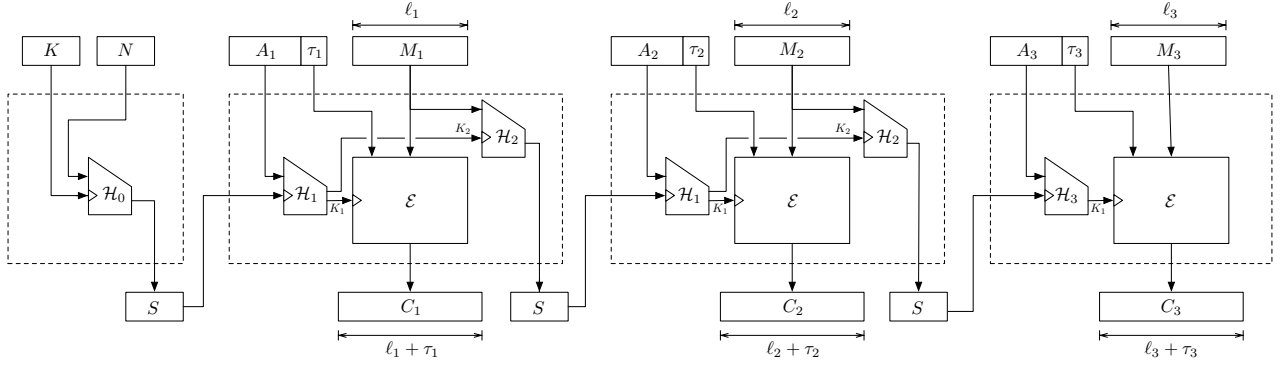 ℓ₁ ℓ₂ ℓ₃
K N A₁ τ₁ M₁ A₂ τ₂ M₂ A₃ τ₃ M₃
K₂ ℋ₂ K₂ ℋ₂
ℋ₀ ℋ₁ K₁ ℰ ℋ₁ K₁ ℰ ℋ₃ K₁ ℰ
S C₁ S C₂ S C₃
ℓ₁ + τ₁ ℓ₂ + τ₂ ℓ₃ + τ₃